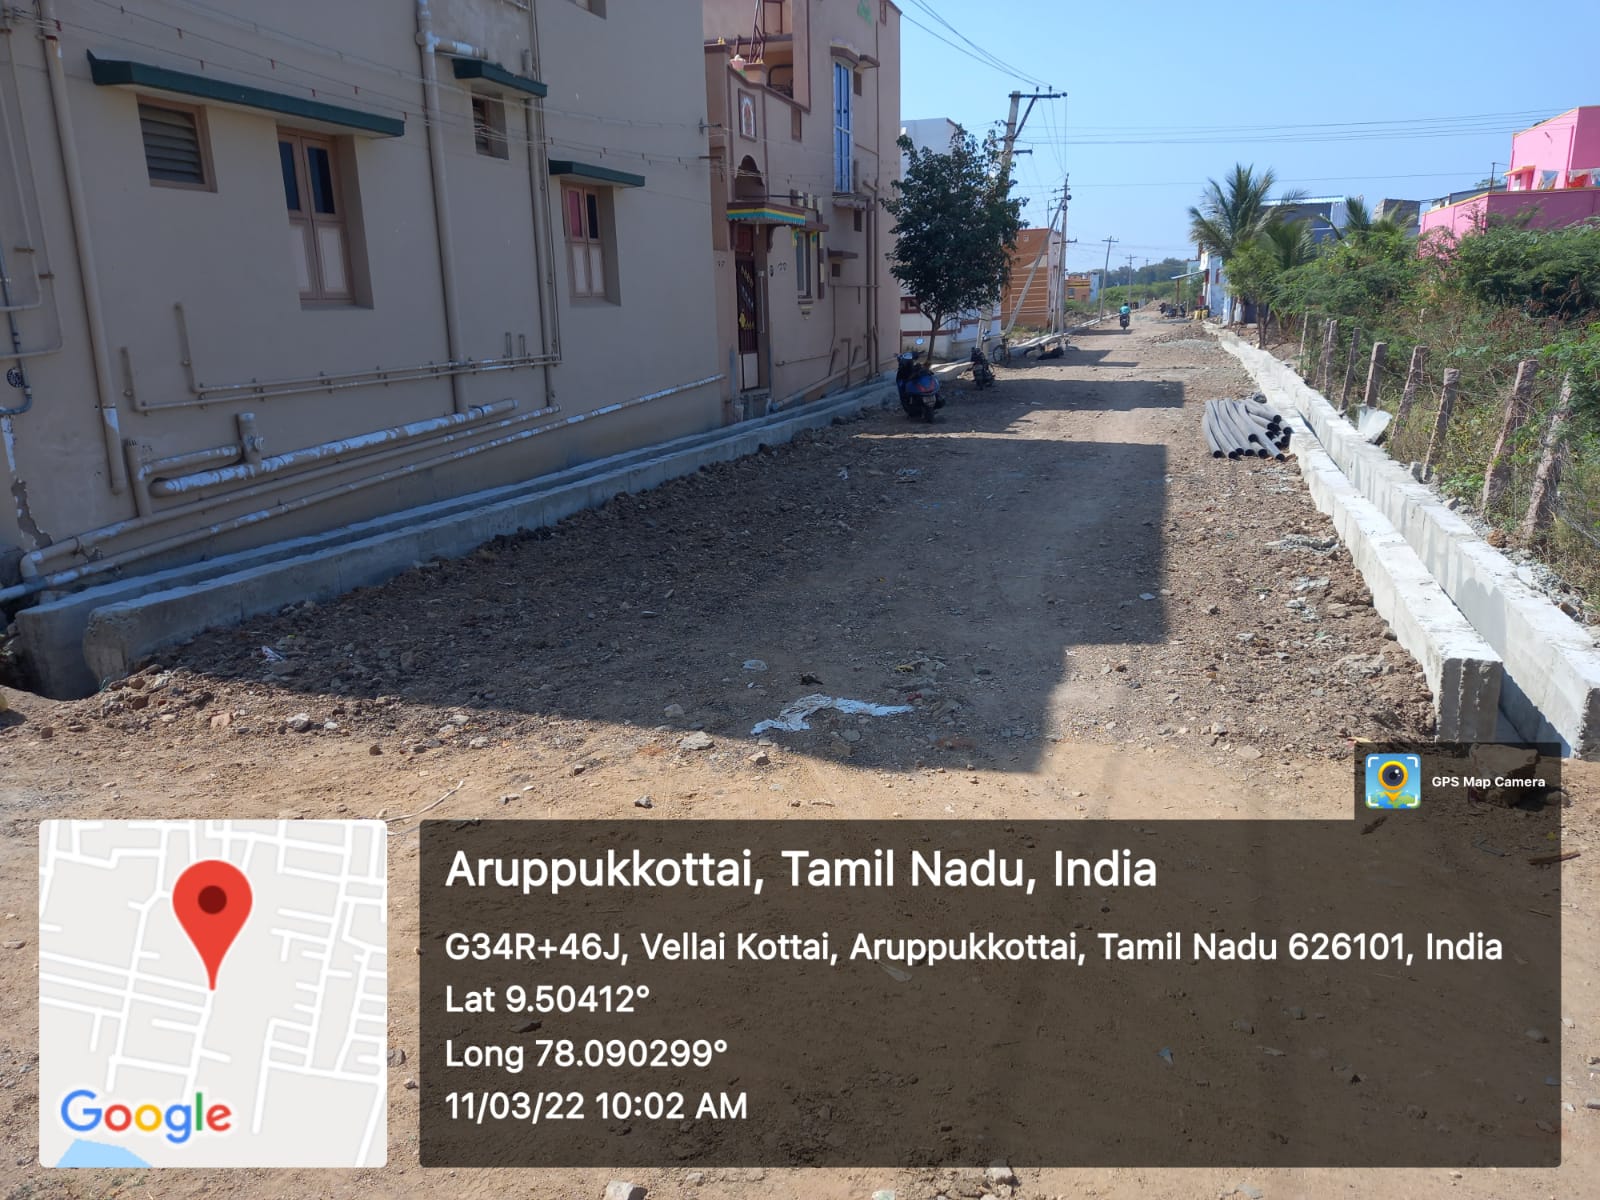 GPS Map Camera
Aruppukkottai, Tamil Nadu, India
G34R+46J, Vellai Kottai, Aruppukkottai, Tamil Nadu 626101, India
Lat 9.50412°
Long 78.090299°
11/03/22 10:02 AM
Google